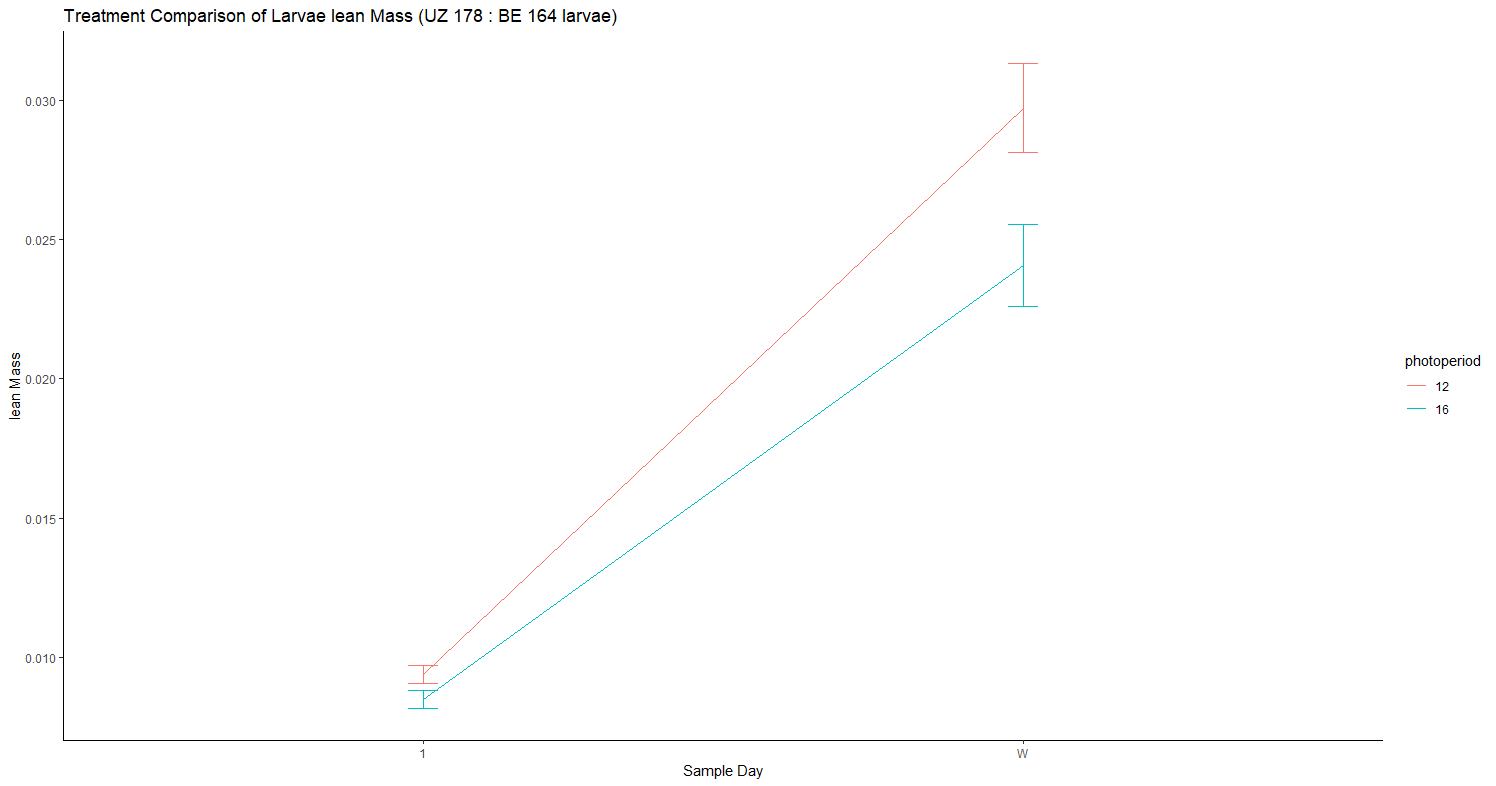 Treatment Comparison of Larvae lean Mass (UZ 178 : BE 164 larvae)
0.030
0.025
0.020
0.015
0.010
lean Mass
1
W
Sample Day
photoperiod
12
16